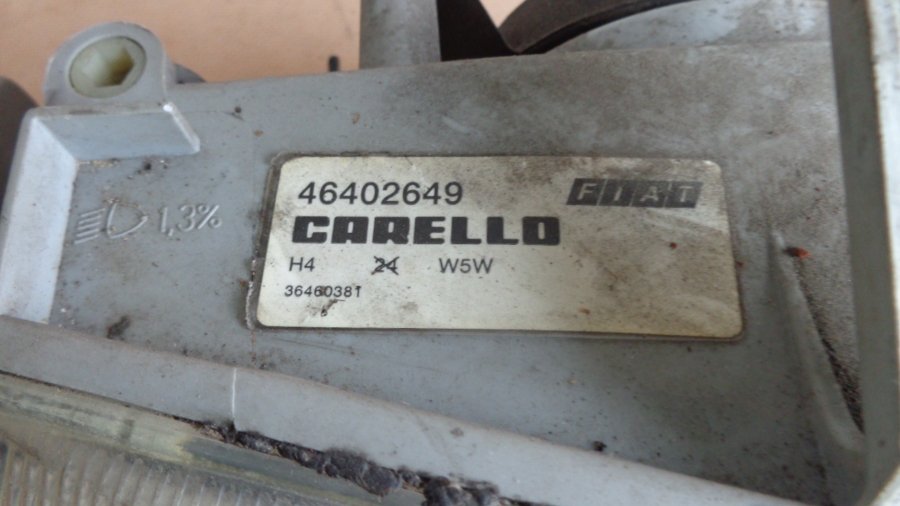 46402649 FIAT
CARELLO
H4 24 W5W
36460381
1,3%